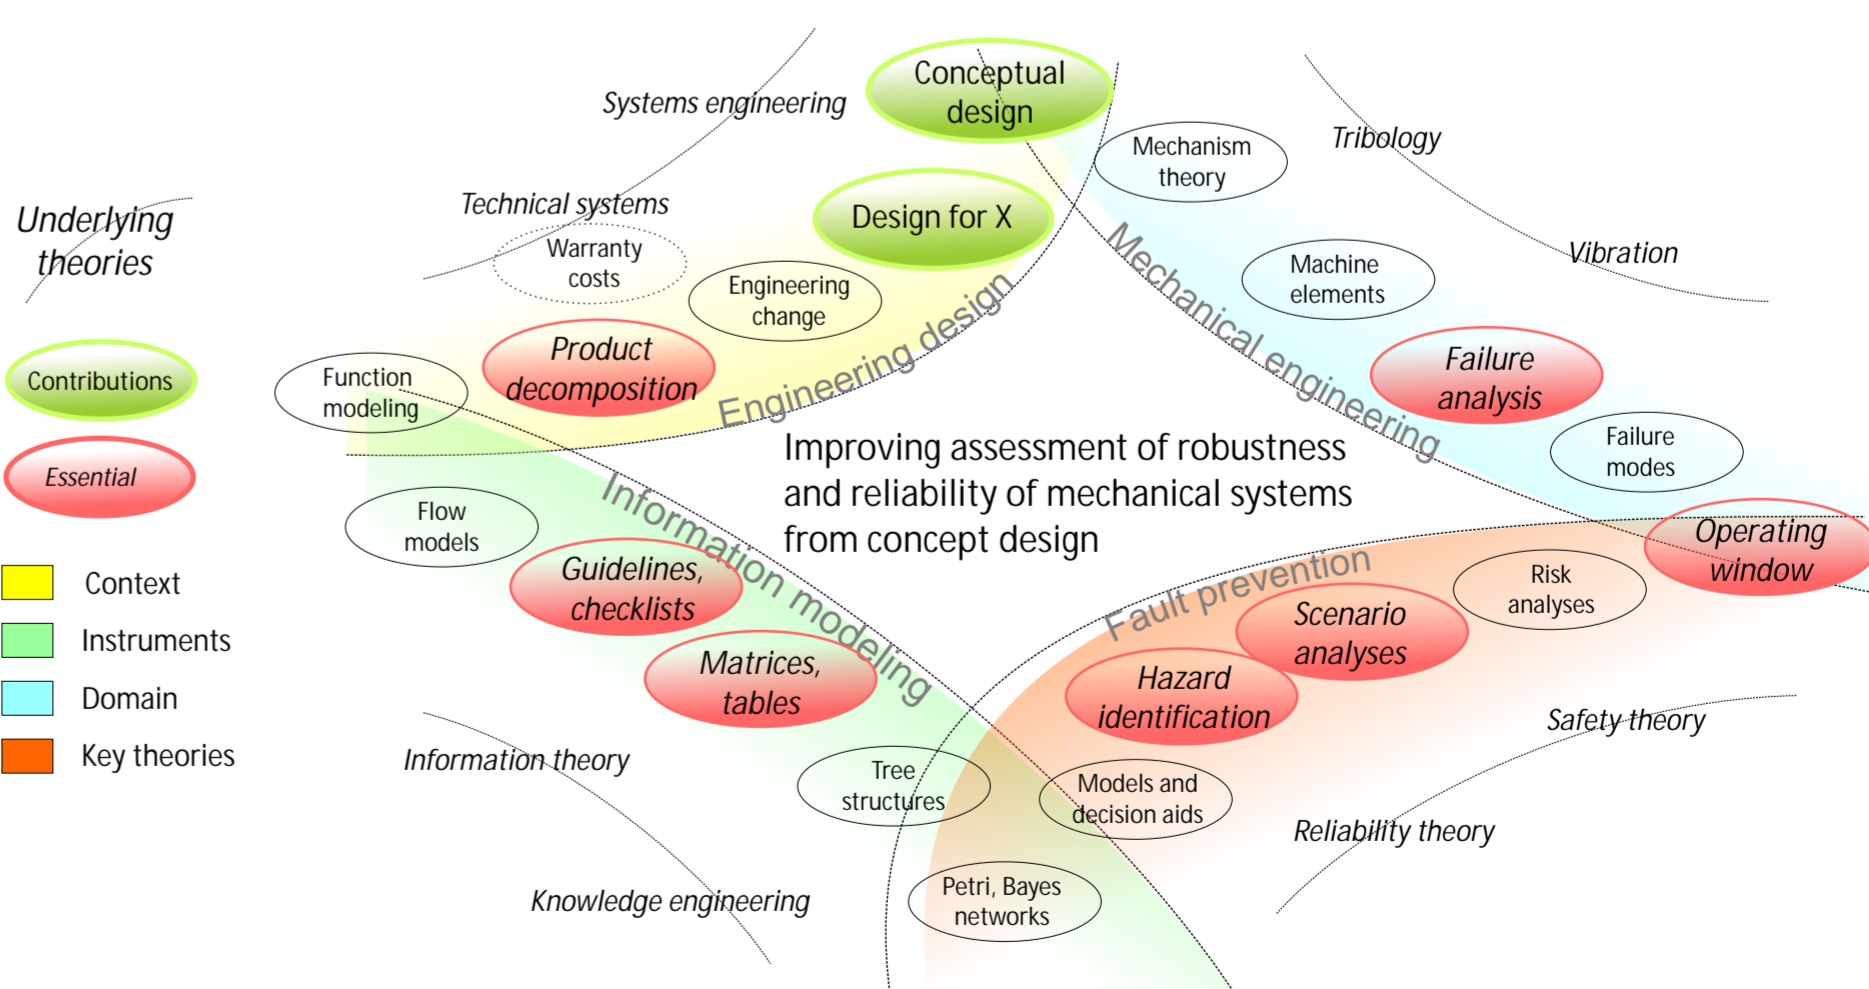 Underlying
theories
Contributions
Essential
Context
Instruments
Domain
Key theories
Systems engineering
Technical systems
Conceptual
design
Design for X
Warranty
costs
Engineering
change
Product
decomposition
Function
modeling
Engineering design
Mechanism
theory
Tribology
Machine
elements
Vibration
Mechanical engineering
Failure
analysis
Failure
modes
Operating
window
Improving assessment of robustness
and reliability of mechanical systems
from concept design
Flow
models
Information modeling
Guidelines,
checklists
Matrices,
tables
Tree
structures
Information theory
Knowledge engineering
Fault prevention
Risk
analyses
Scenario
analyses
Hazard
identification
Models and
decision aids
Petri, Bayes
networks
Safety theory
Reliability theory